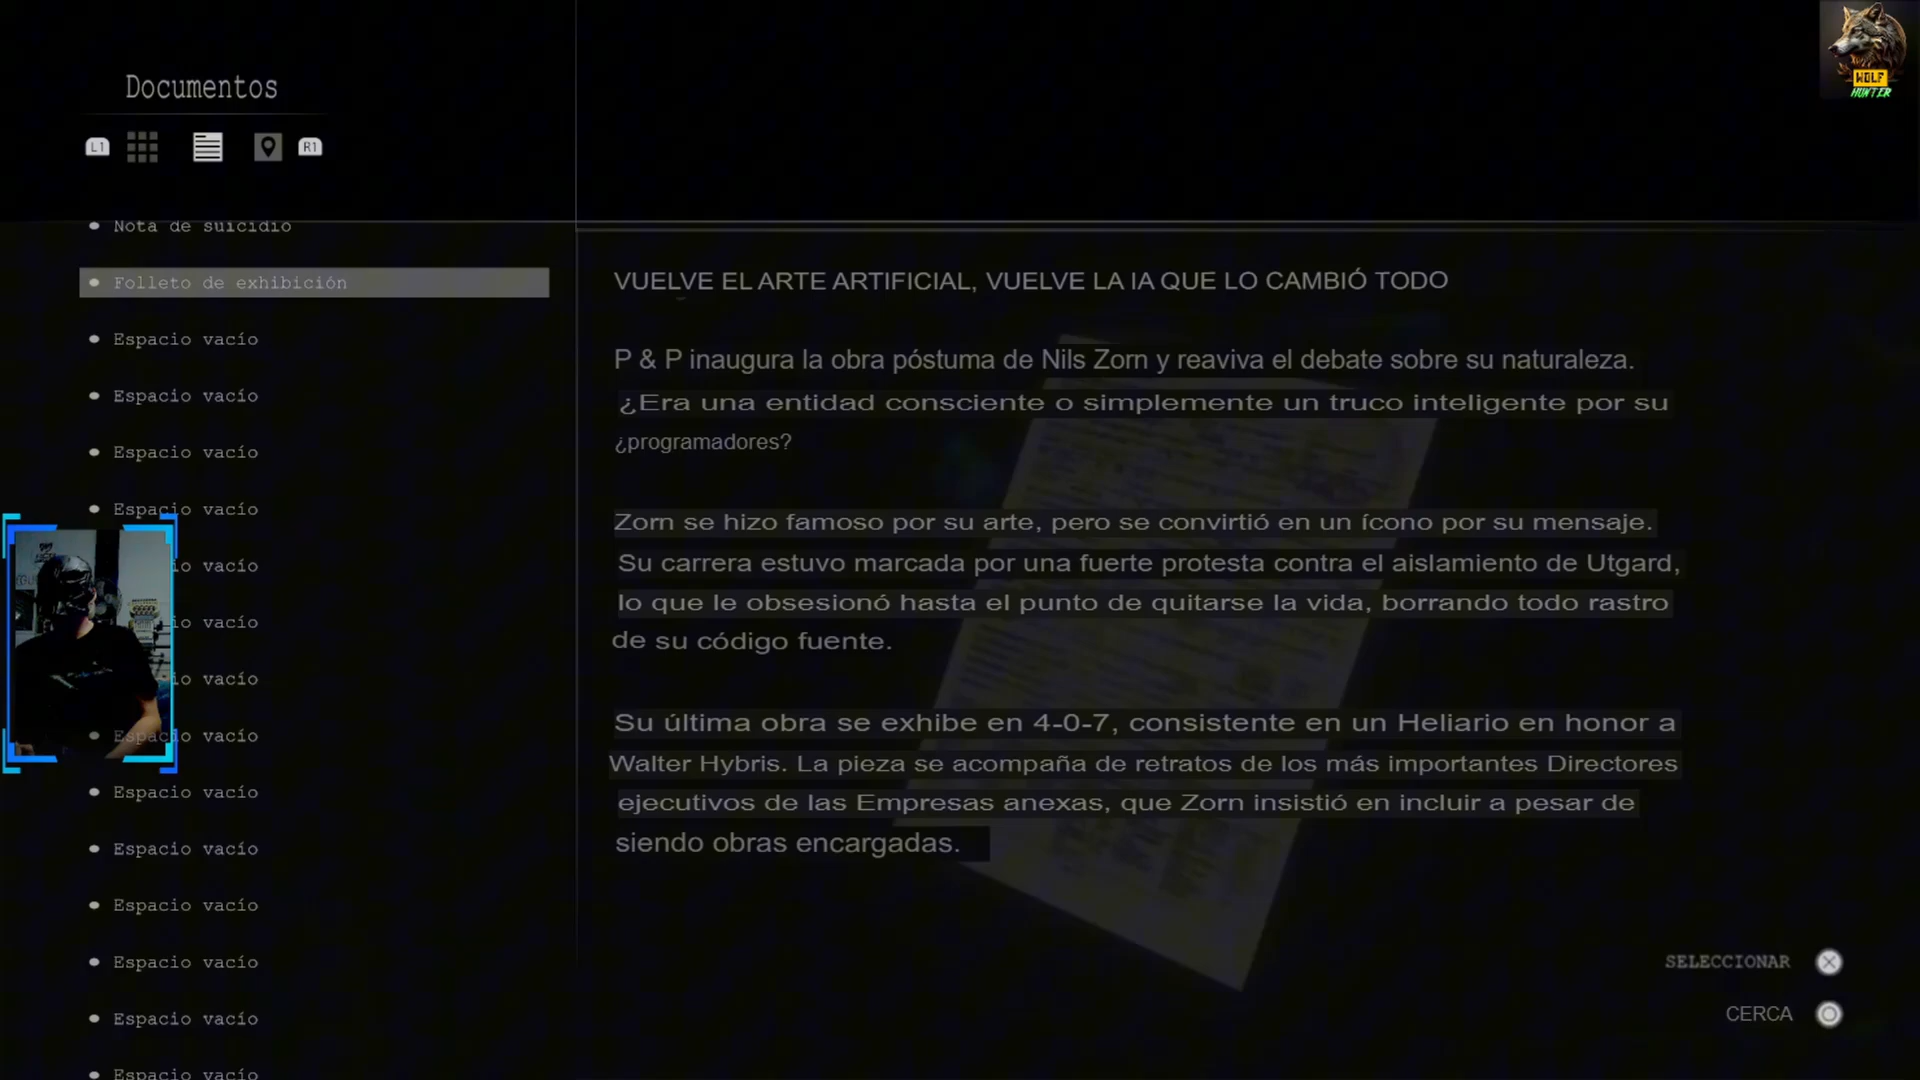 Documentos
L1
R1
WOLF
HUNTER
Nota de suicidio
Folleto de exhibición
Espacio vacío
Espacio vacío
Espacio vacío
Espacio vacío
io vacío
io vacío
io vacío
Espacio vacío
Espacio vacío
Espacio vacío
Espacio vacío
Espacio vacío
Espacio vacío
Espacio vacío
VUELVE EL ARTE ARTIFICIAL, VUELVE LA IA QUE LO CAMBIÓ TODO
P & P inaugura la obra póstuma de Nils Zorn y reaviva el debate sobre su naturaleza.
¿Era una entidad consciente o simplemente un truco inteligente por su
¿programadores?
Zorn se hizo famoso por su arte, pero se convirtió en un ícono por su mensaje.
Su carrera estuvo marcada por una fuerte protesta contra el aislamiento de Utgard,
lo que le obsesionó hasta el punto de quitarse la vida, borrando todo rastro
de su código fuente.
Su última obra se exhibe en 4-0-7, consistente en un Heliario en honor a
Walter Hybris. La pieza se acompaña de retratos de los más importantes Directores
ejecutivos de las Empresas anexas, que Zorn insistió en incluir a pesar de
siendo obras encargadas.
SELECCIONAR
CERCA